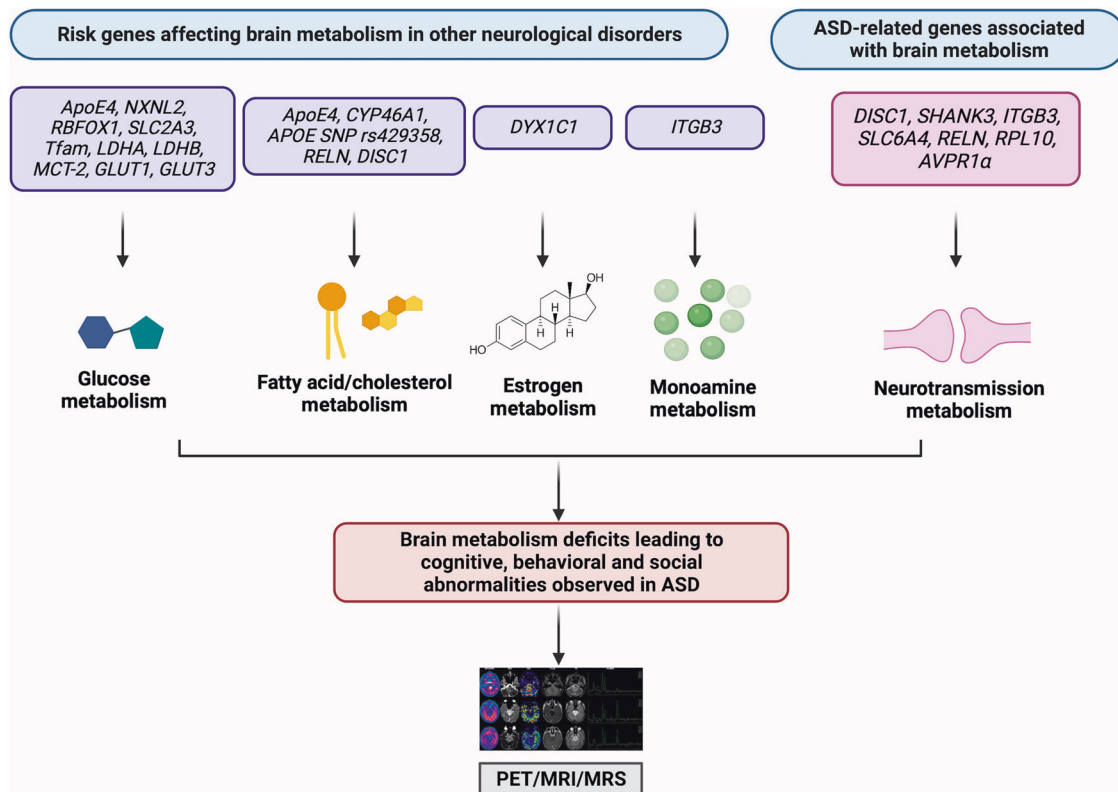 Risk genes affecting brain metabolism in other neurological disorders
ASD-related genes associated
with brain metabolism
ApoE4, NXNL2,
RBFOX1, SLC2A3,
Tfam, LDHA, LDHB,
MCT-2, GLUT1, GLUT3
ApoE4, CYP46A1,
APOE SNP rs429358,
RELN, DISC1
DYX1C1
ITGB3
DISC1, SHANK3, ITGB3,
SLC6A4, RELN, RPL10,
AVPR1α
OH
H
H
H
HO
Glucose
metabolism
Fatty acid/cholesterol
metabolism
Estrogen
metabolism
Monoamine
metabolism
Neurotransmission
metabolism
Brain metabolism deficits leading to
cognitive, behavioral and social
abnormalities observed in ASD
PET/MRI/MRS